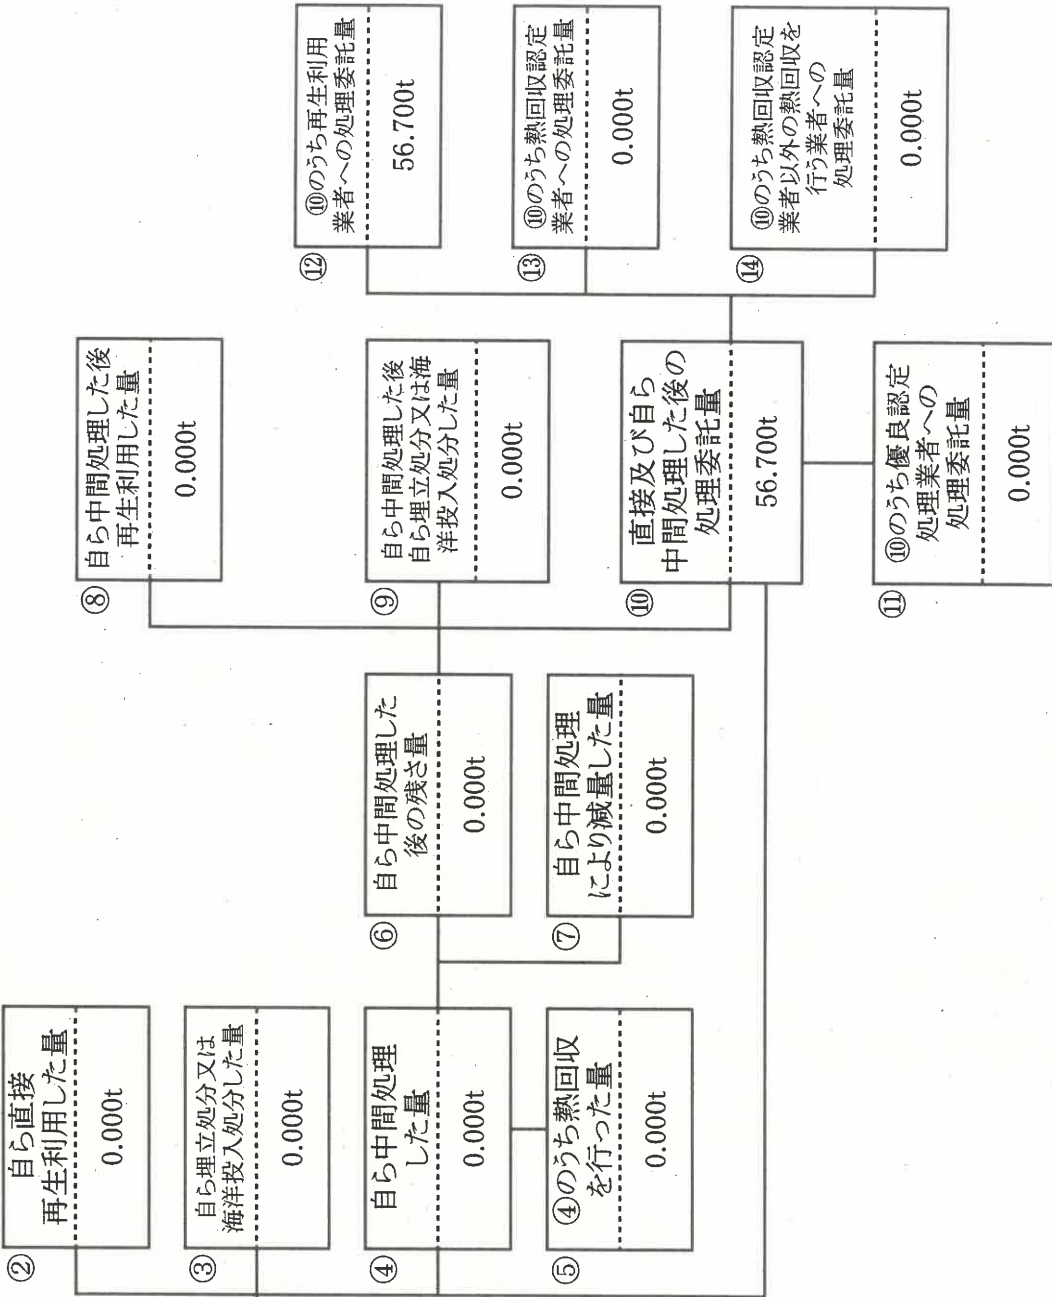 ②
自ら直接
再生利用した量
0.000t
③
自ら埋立処分又は
海洋投入処分した量
0.000t
④
自ら中間処理
した量
0.000t
⑤
④のうち熱回収
を行った量
0.000t
⑥
自ら中間処理した
後の残さ量
0.000t
⑦
自ら中間処理
により減量した量
0.000t
⑧
自ら中間処理した後
再生利用した量
0.000t
⑨
自ら中間処理した後
自ら埋立処分又は海
洋投入処分した量
0.000t
⑩
直接及び自ら
中間処理した後の
処理委託量
56.700t
⑪
⑩のうち優良認定
処理業者への
処理委託量
0.000t
⑫
⑩のうち再生利用
業者への処理委託量
56.700t
⑬
⑩のうち熱回収認定
業者への処理委託量
0.000t
⑭
⑩のうち熱回収認定
業者以外の熱回収を
行う業者への
処理委託量
0.000t